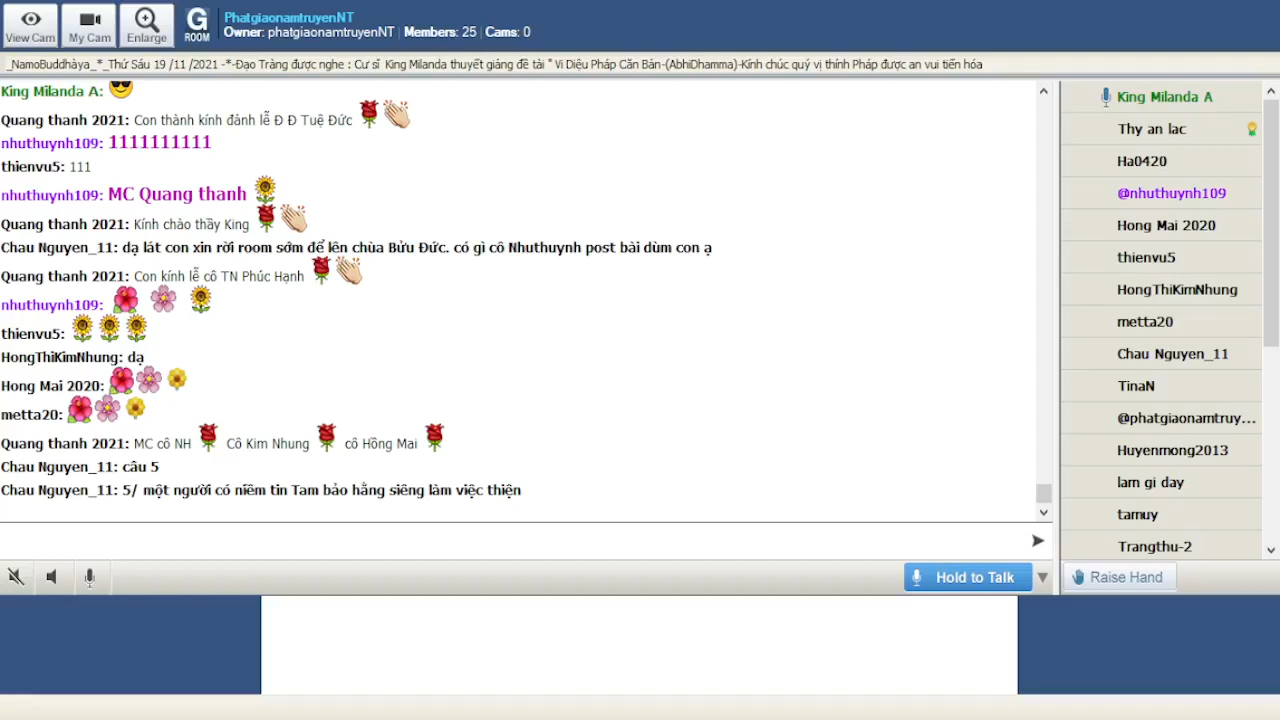 View Cam
My Cam
Enlarge
G
ROOM
PhatgiaonamtruyenNT
Owner: phatgiaonamtruyenNT | Members: 25 | Cams: 0
_NamoBuddhàya_*_Thứ Sáu 19 /11 /2021 -*-Đạo Tràng được nghe : Cư sĩ King Milanda thuyết giảng đề tài " Vi Diệu Pháp Căn Bản-(AbhiDhamma)-Kính chúc quý vị thính Pháp được an vui tiến hóa
King Milanda A:
Quang thanh 2021: Con thành kính đảnh lễ Đ Đ Tuệ Đức
nhuthuynh109: 1111111111
thienvu5: 111
nhuthuynh109: MC Quang thanh
Quang thanh 2021: Kính chào thầy King
Chau Nguyen_11: dạ lát con xin rời room sớm để lên chùa Bửu Đức. có gì cô Nhuthuynh post bài dùm con ạ
Quang thanh 2021: Con kính lễ cô TN Phúc Hạnh
nhuthuynh109:
thienvu5:
HongThiKimNhung: dạ
Hong Mai 2020:
metta20:
Quang thanh 2021: MC cô NH Cô Kim Nhung cô Hồng Mai
Chau Nguyen_11: câu 5
Chau Nguyen_11: 5/ một người có niềm tin Tam bảo hằng siêng làm việc thiện
King Milanda A
Thy an lac
Ha0420
@nhuthuynh109
Hong Mai 2020
thienvu5
HongThiKimNhung
metta20
Chau Nguyen_11
TinaN
@phatgiaonamtruy...
Huyenmong2013
lam gi day
tamuy
Trangthu-2
Hold to Talk
Raise Hand